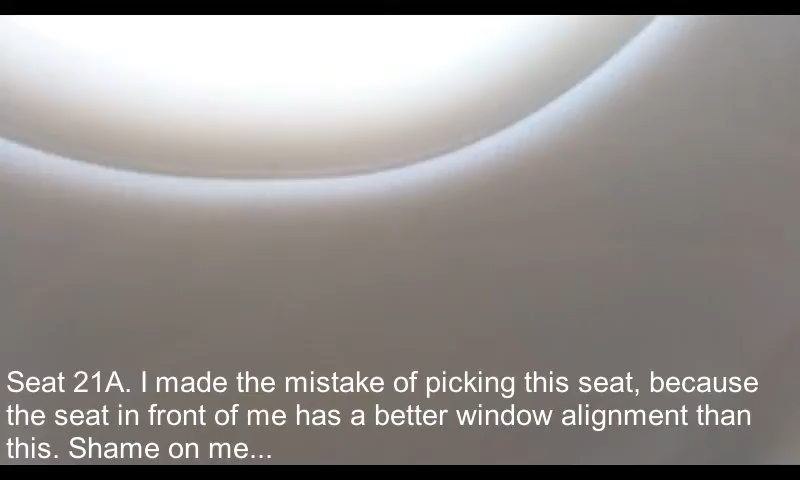 Seat 21A. I made the mistake of picking this seat, because
the seat in front of me has a better window alignment than
this. Shame on me...